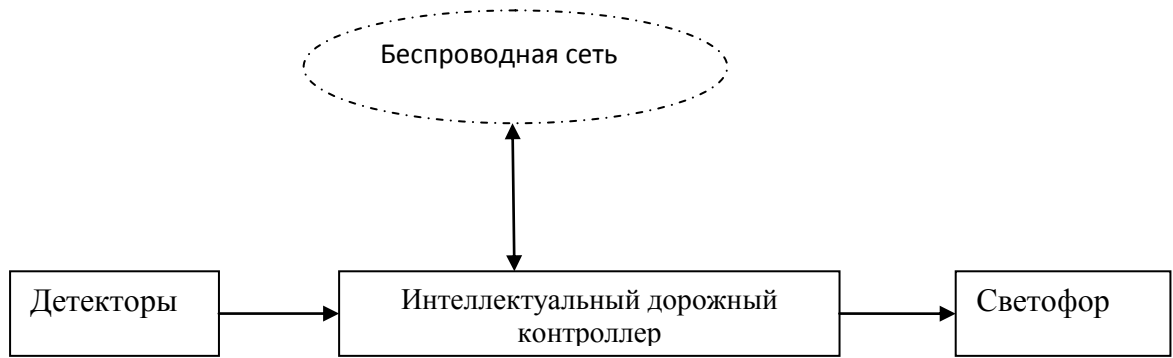 Беспроводная сеть
Детекторы
Интеллектуальный дорожный
контроллер
Светофор